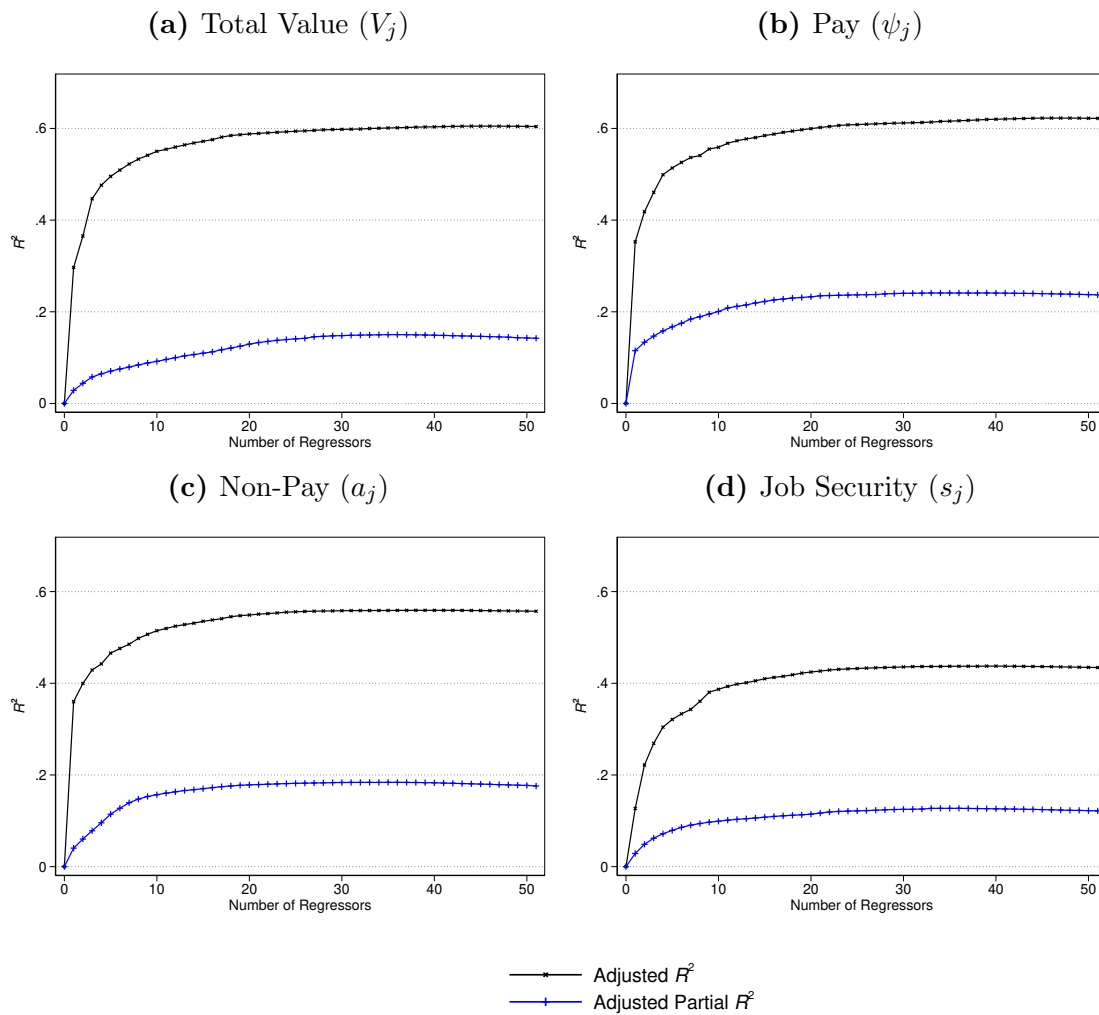 (a) Total Value (V_j)
.6
.4
.2
0
R²
0 10 20 30 40 50
Number of Regressors
(b) Pay (ψ_j)
.6
.4
.2
0
R²
0 10 20 30 40 50
Number of Regressors
(c) Non-Pay (a_j)
.6
.4
.2
0
R²
0 10 20 30 40 50
Number of Regressors
(d) Job Security (s_j)
.6
.4
.2
0
R²
0 10 20 30 40 50
Number of Regressors
Adjusted R²
Adjusted Partial R²